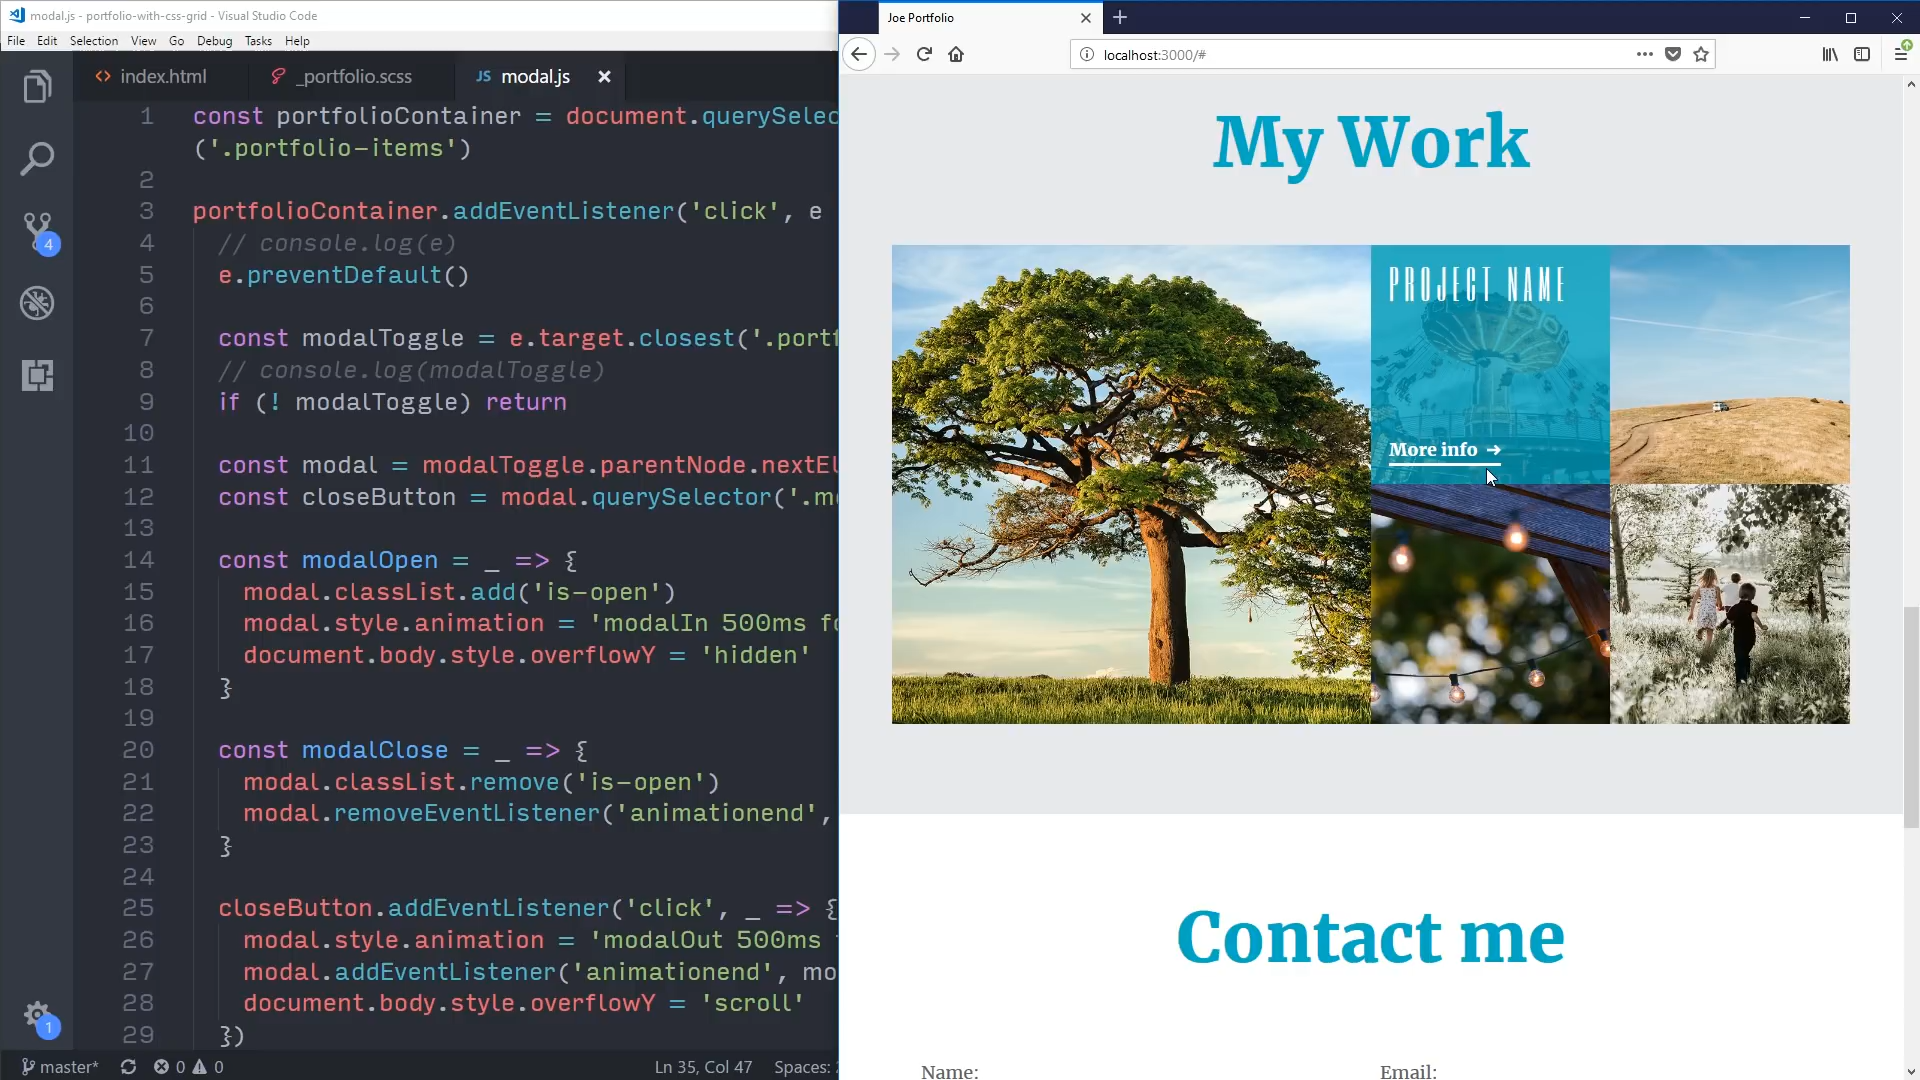 modal.js - portfolio-with-css-grid - Visual Studio Code
File Edit Selection View Go Debug Tasks Help
index.html
_portfolio.scss
JS modal.js
1 const portfolioContainer = document.querySelec
('.portfolio-items')
2
3 portfolioContainer.addEventListener('click', e
4 // console.log(e)
5 e.preventDefault()
6
7 const modalToggle = e.target.closest('.portf
8 // console.log(modalToggle)
9 if (! modalToggle) return
10
11 const modal = modalToggle.parentNode.nextEl
12 const closeButton = modal.querySelector('.m
13
14 const modalOpen = _ => {
15 modal.classList.add('is-open')
16 modal.style.animation = 'modalIn 500ms fo
17 document.body.style.overflowY = 'hidden'
18 }
19
20 const modalClose = _ => {
21 modal.classList.remove('is-open')
22 modal.removeEventListener('animationend',
23 }
24
25 closeButton.addEventListener('click', _ => {
26 modal.style.animation = 'modalOut 500ms
27 modal.addEventListener('animationend', mo
28 document.body.style.overflowY = 'scroll'
29 })
4
1
master* 0 0 Ln 35, Col 47 Spaces:
Joe Portfolio
localhost:3000/#
My Work
PROJECT NAME
More info →
Contact me
Name: Email: